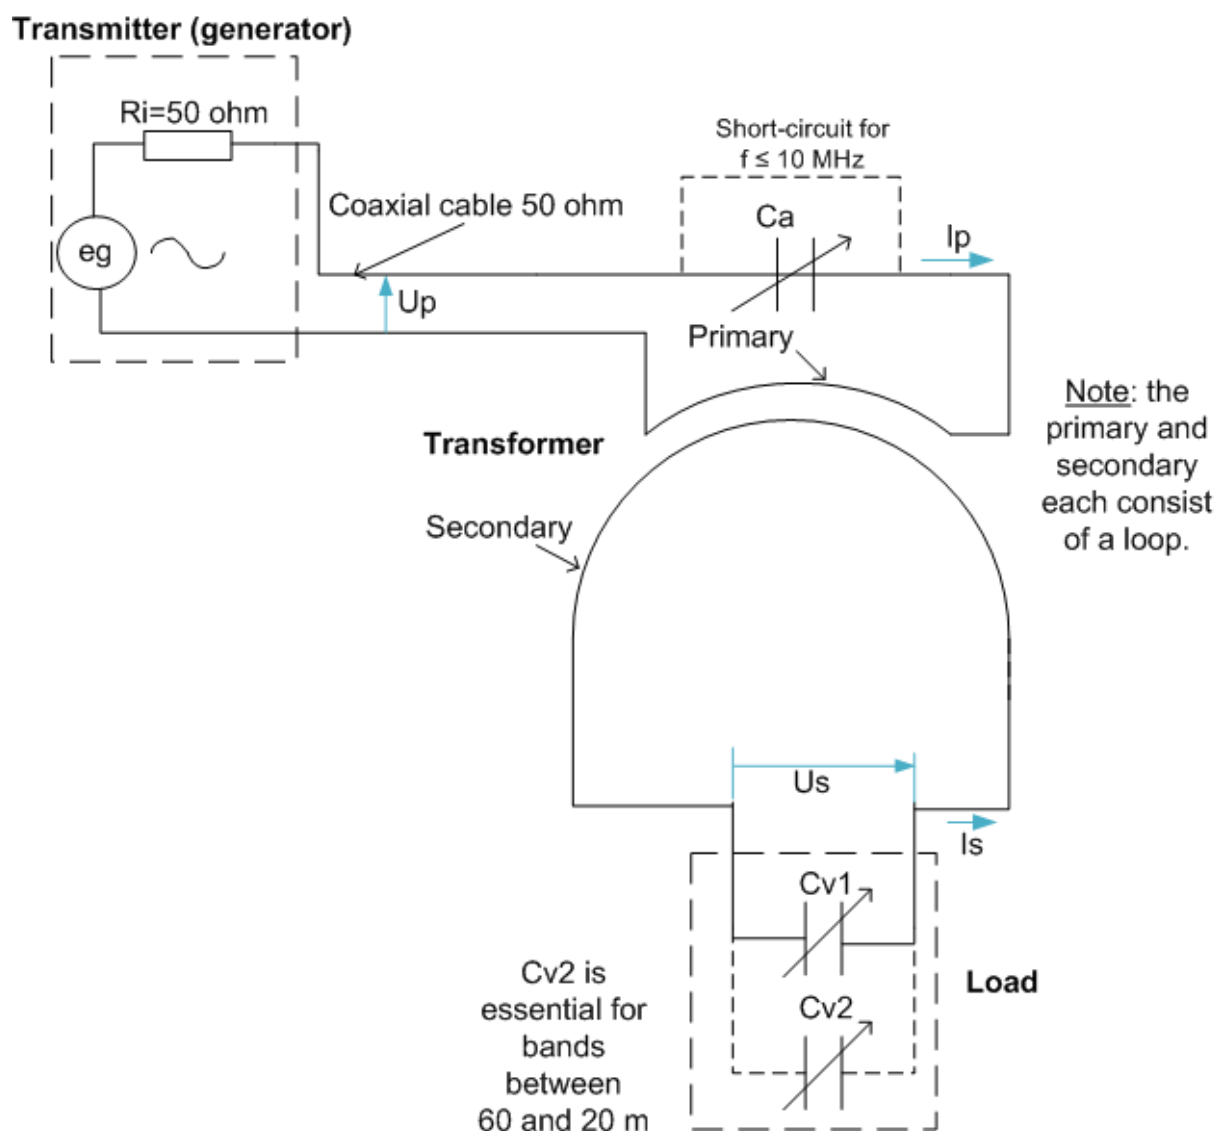 Transmitter (generator)
Ri=50 ohm
eg
Coaxial cable 50 ohm
Up
Short-circuit for
f ≤ 10 MHz
Ca
Ip
Primary
Transformer
Secondary
Note: the
primary and
secondary
each consist
of a loop.
Us
Is
Cv1
Cv2
Load
Cv2 is
essential for
bands
between
60 and 20 m